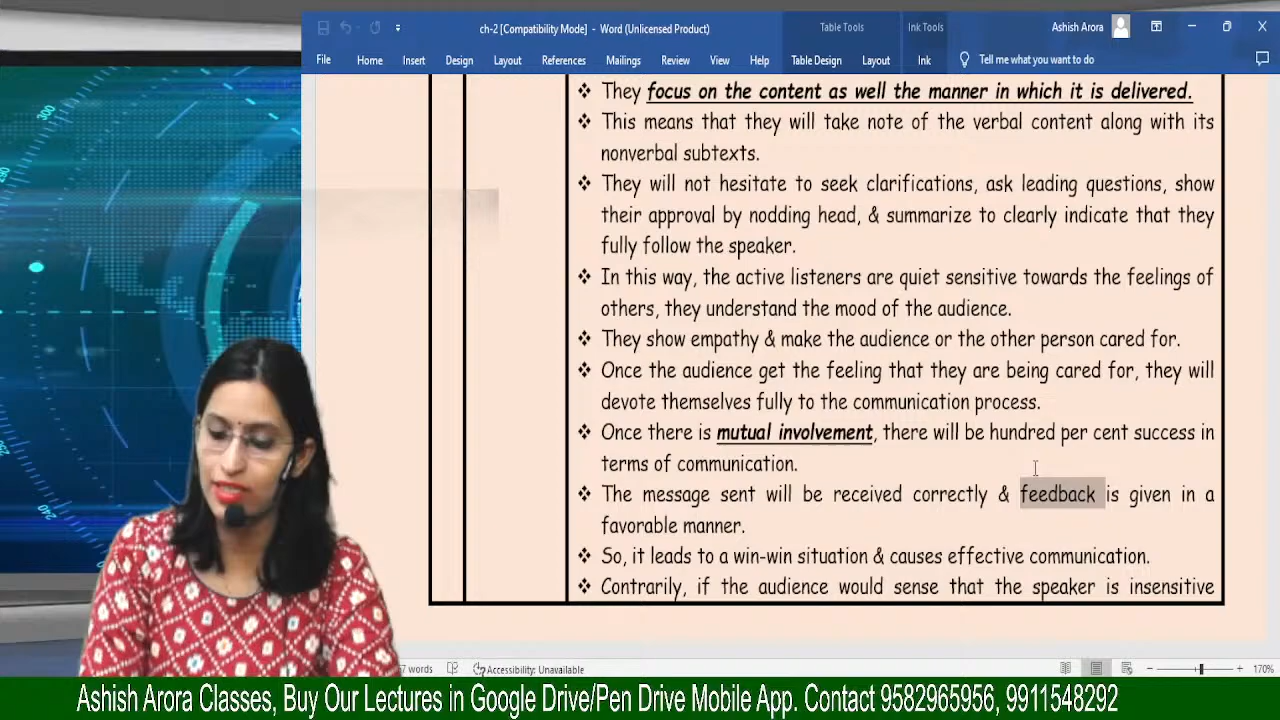 ch-2 [Compatibility Mode] - Word (Unlicensed Product)
Table Tools
Ink Tools
Ashish Arora
File Home Insert Design Layout References Mailings Review View Help Table Design Layout Ink Tell me what you want to do
❖ They focus on the content as well the manner in which it is delivered.
❖ This means that they will take note of the verbal content along with its
nonverbal subtexts.
❖ They will not hesitate to seek clarifications, ask leading questions, show
their approval by nodding head, & summarize to clearly indicate that they
fully follow the speaker.
❖ In this way, the active listeners are quiet sensitive towards the feelings of
others, they understand the mood of the audience.
❖ They show empathy & make the audience or the other person cared for.
❖ Once the audience get the feeling that they are being cared for, they will
devote themselves fully to the communication process.
❖ Once there is mutual involvement, there will be hundred per cent success in
terms of communication.
❖ The message sent will be received correctly & feedback is given in a
favorable manner.
❖ So, it leads to a win-win situation & causes effective communication.
❖ Contrarily, if the audience would sense that the speaker is insensitive
words
Accessibility: Unavailable
170%
300
240
Ashish Arora Classes, Buy Our Lectures in Google Drive/Pen Drive Mobile App. Contact 9582965956, 9911548292